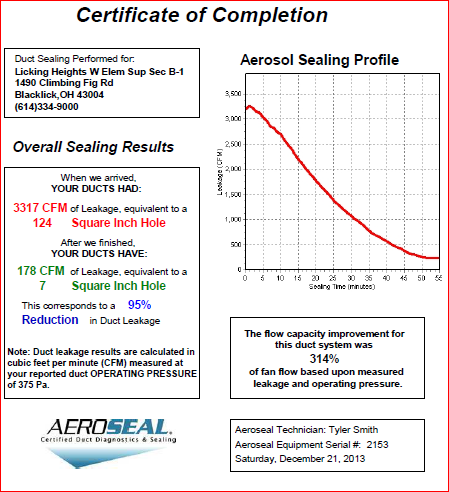 Certificate of Completion
Duct Sealing Performed for:
Licking Heights W Elem Sup Sec B-1
1490 Climbing Fig Rd
Blacklick,OH 43004
(614)334-9000
Overall Sealing Results
When we arrived,
YOUR DUCTS HAD:
3317 CFM of Leakage, equivalent to a
124 Square Inch Hole
After we finished,
YOUR DUCTS HAVE:
178 CFM of Leakage, equivalent to a
7 Square Inch Hole
This corresponds to a 95%
Reduction in Duct Leakage
Note: Duct leakage results are calculated in
cubic feet per minute (CFM) measured at
your reported duct OPERATING PRESSURE
of 375 Pa.
AEROSEAL.
Certified Duct Diagnostics & Sealing
Aerosol Sealing Profile
Leakage (CFM)
3,500
3,000
2,500
2,000
1,500
1,000
500
0
0 5 10 15 20 25 30 35 40 45 50 55
Sealing Time (minutes)
The flow capacity improvement for
this duct system was
314%
of fan flow based upon measured
leakage and operating pressure.
Aeroseal Technician: Tyler Smith
Aeroseal Equipment Serial #: 2153
Saturday, December 21, 2013